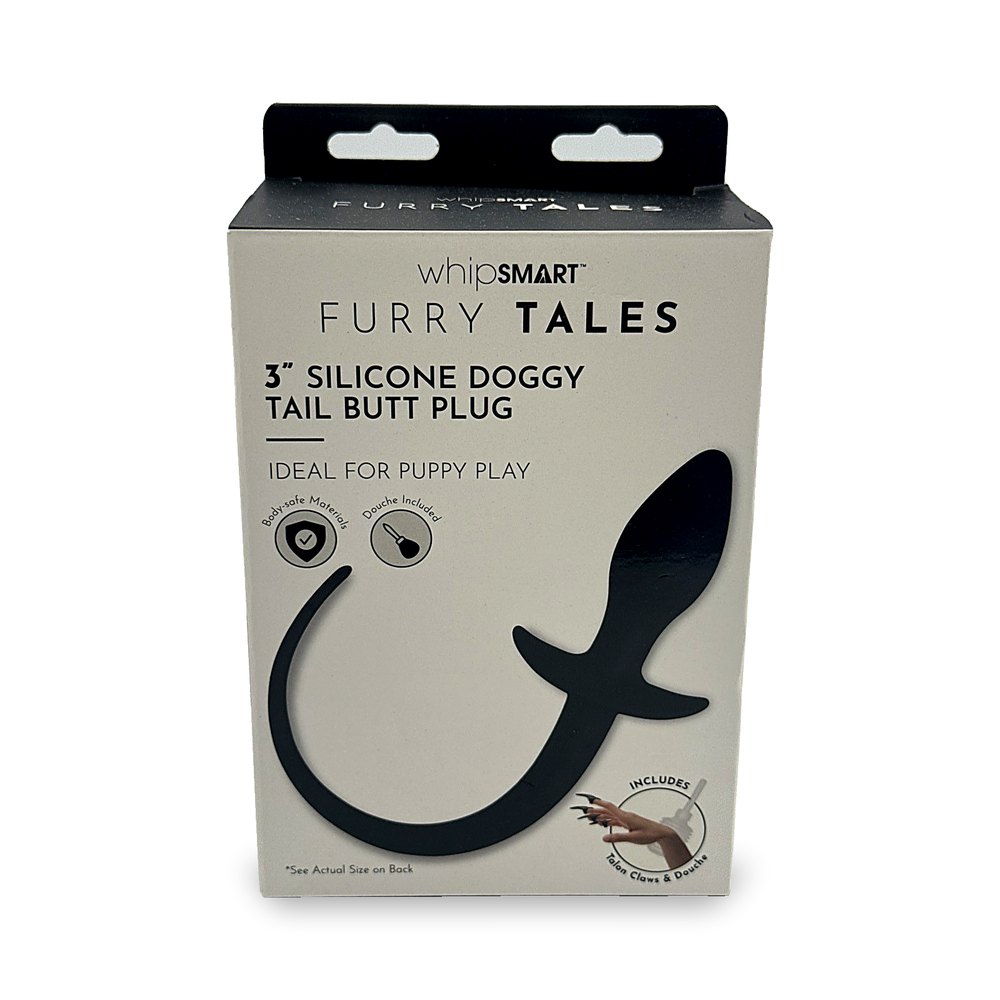 whipSMART
FURRY TALES
whipSMART™
FURRY TALES
3” SILICONE DOGGY
TAIL BUTT PLUG
IDEAL FOR PUPPY PLAY
Body-safe Materials
Douche Included
INCLUDES
Talon Claws & Douche
*See Actual Size on Back